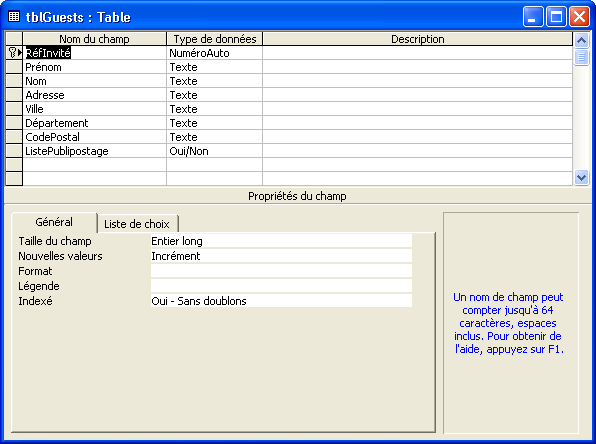 tblGuests : Table
Nom du champ Type de données Description
RéfInvité NuméroAuto
Prénom Texte
Nom Texte
Adresse Texte
Ville Texte
Département Texte
CodePostal Texte
ListePublipostage Oui/Non
Propriétés du champ
Général Liste de choix
Taille du champ Entier long
Nouvelles valeurs Incrément
Format
Légende
Indexé Oui - Sans doublons
Un nom de champ peut
compter jusqu'à 64
caractères, espaces
inclus. Pour obtenir de
l'aide, appuyez sur F1.